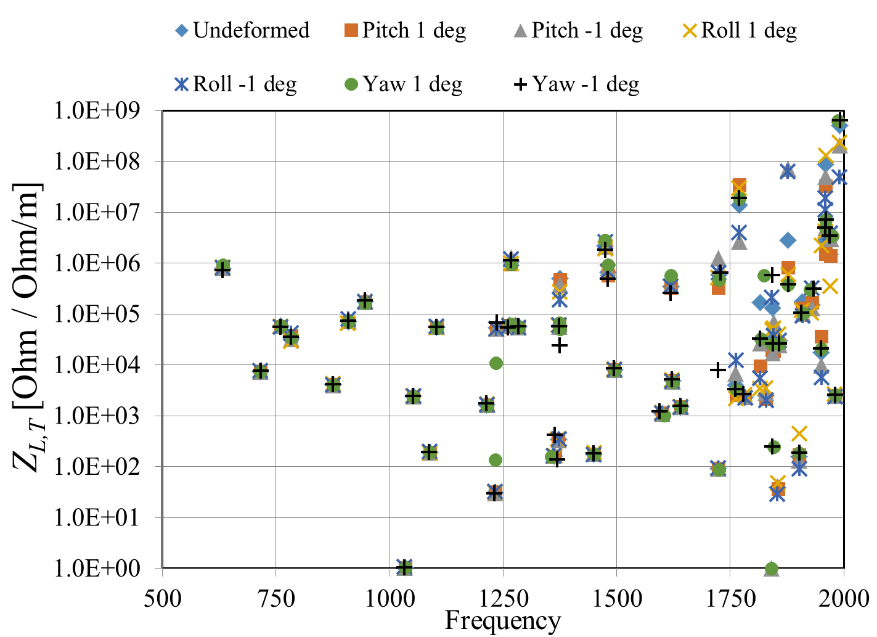 Undeformed Pitch 1 deg Pitch -1 deg Roll 1 deg
Roll -1 deg Yaw 1 deg Yaw -1 deg
1.0E+09
1.0E+08
1.0E+07
1.0E+06
1.0E+05
1.0E+04
1.0E+03
1.0E+02
1.0E+01
1.0E+00
Z_{L,T} [Ohm / Ohm/m]
500 750 1000 1250 1500 1750 2000
Frequency